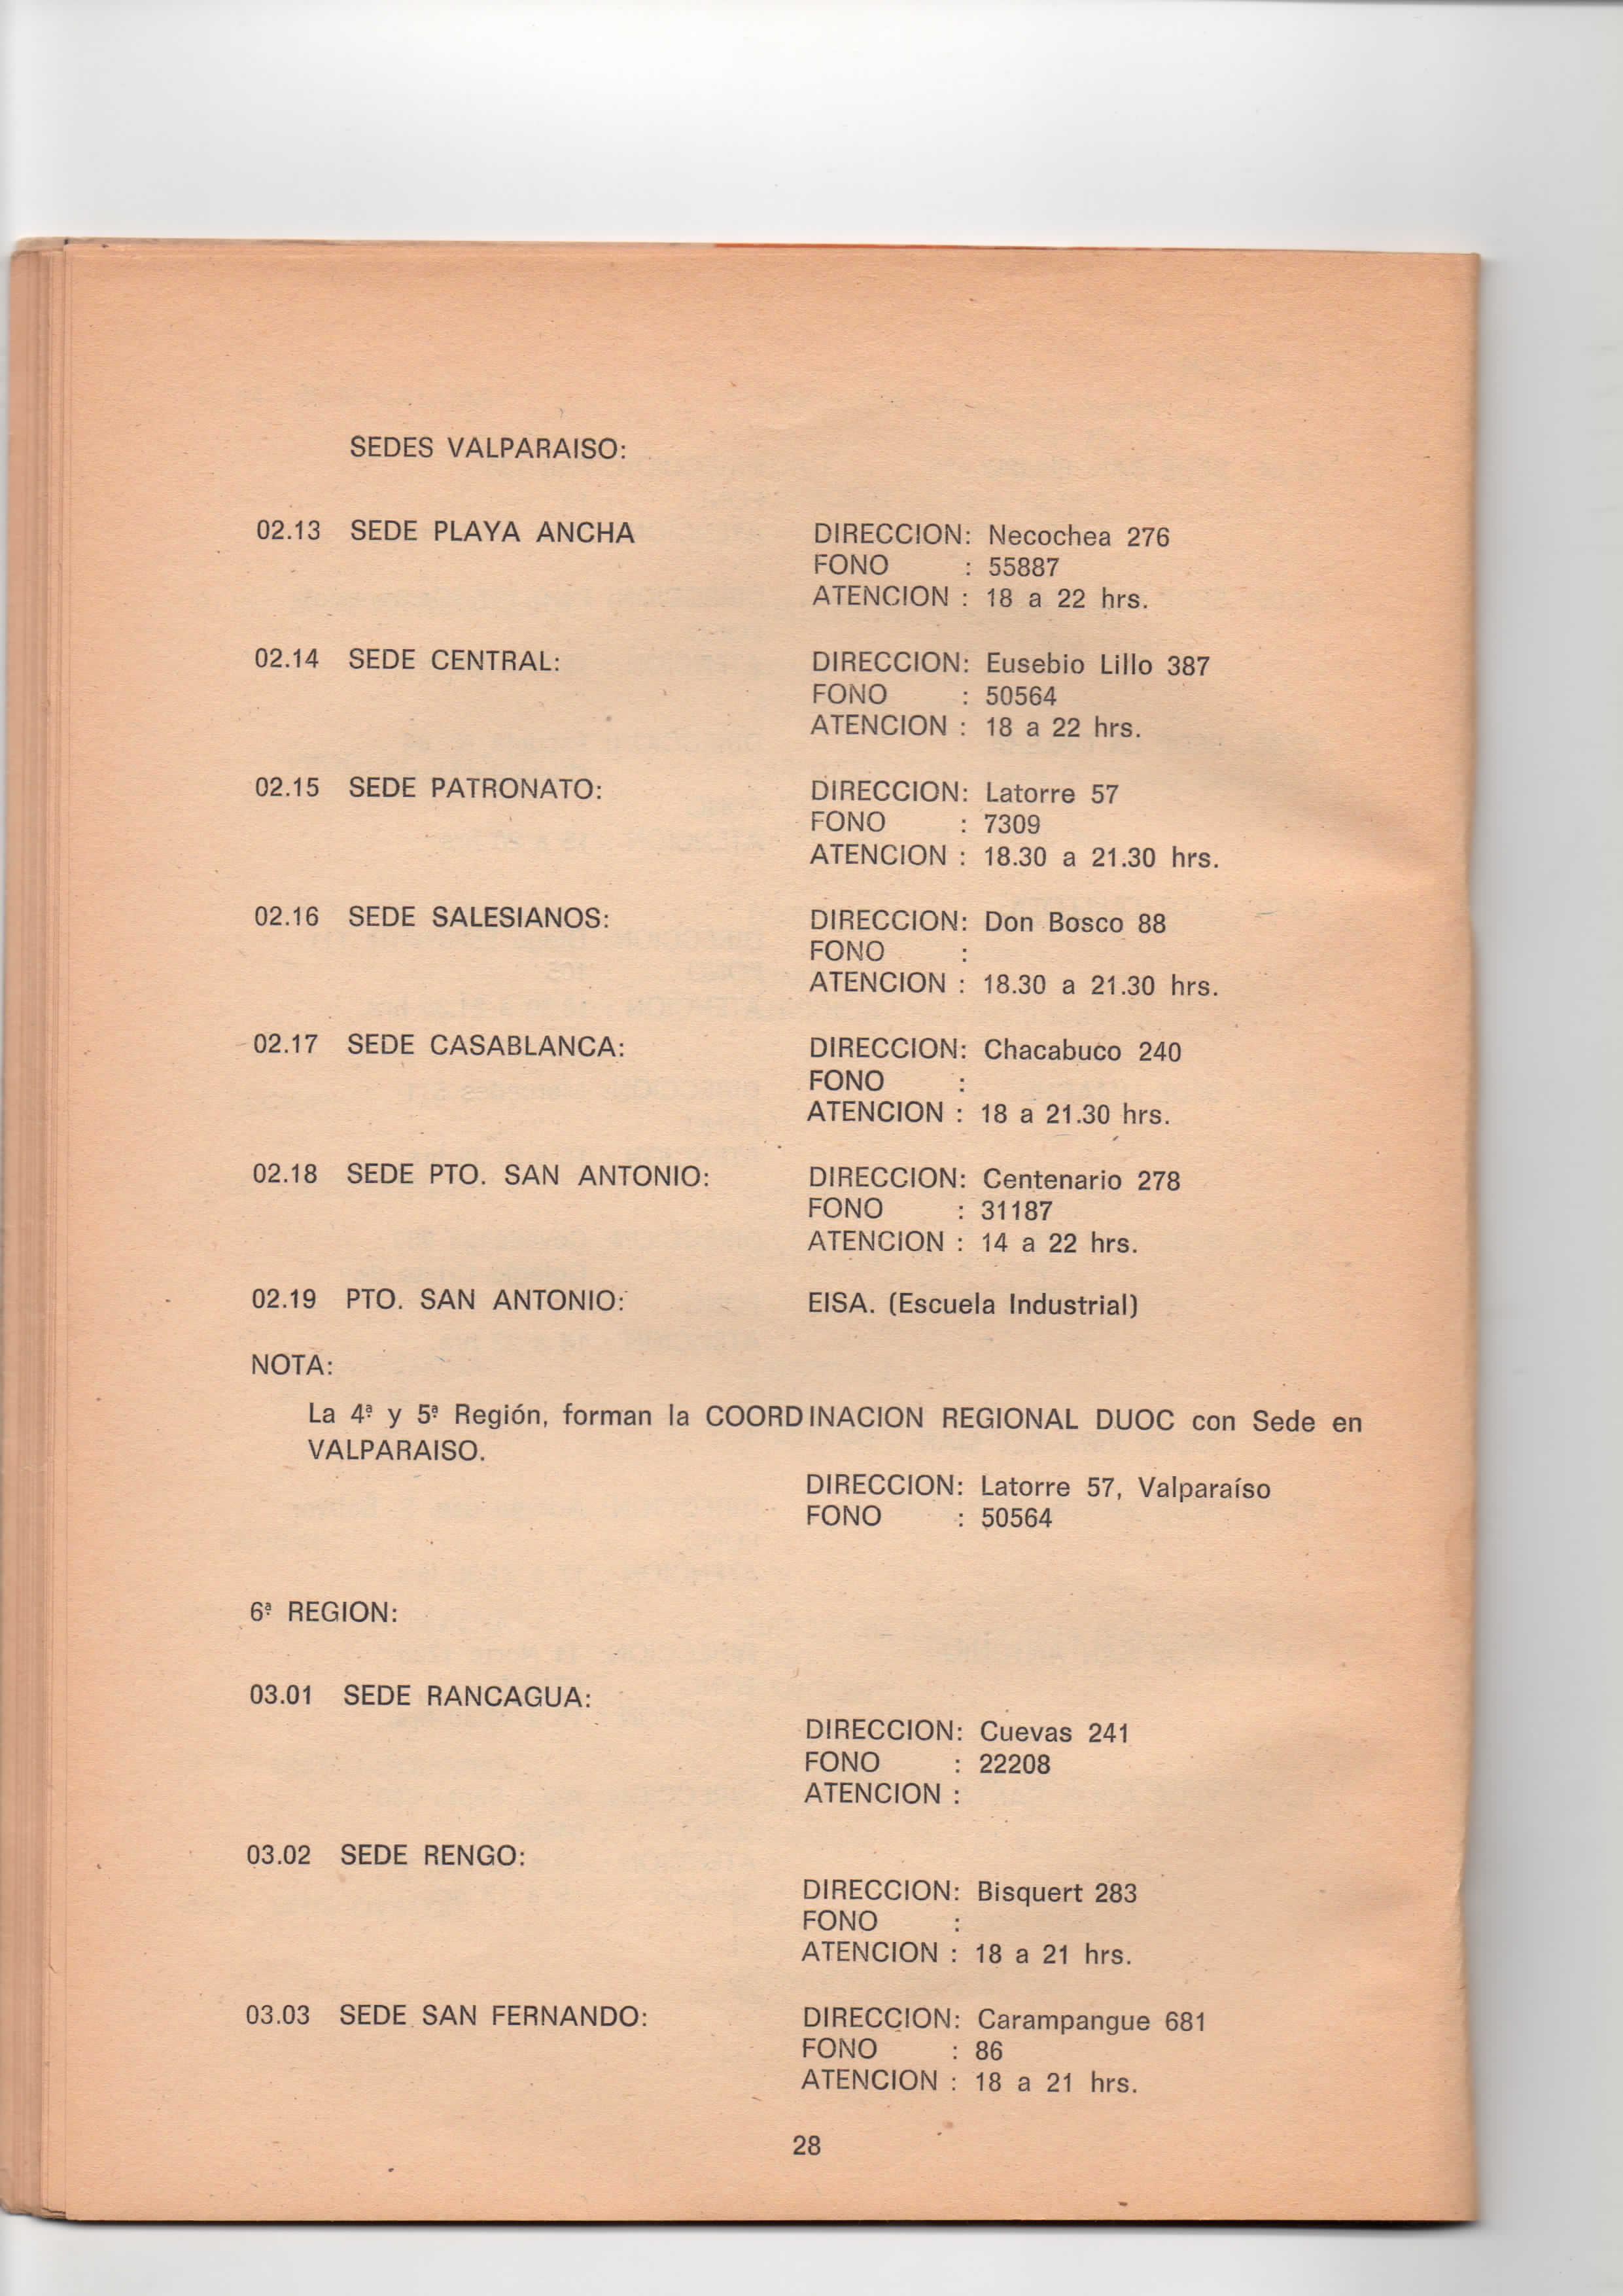 SEDES VALPARAISO:
02.13 SEDE PLAYA ANCHA DIRECCION: Necochea 276
FONO : 55887
ATENCION : 18 a 22 hrs.
02.14 SEDE CENTRAL: DIRECCION: Eusebio Lillo 387
FONO : 50564
ATENCION : 18 a 22 hrs.
02.15 SEDE PATRONATO: DIRECCION: Latorre 57
FONO : 7309
ATENCION : 18.30 a 21.30 hrs.
02.16 SEDE SALESIANOS: DIRECCION: Don Bosco 88
FONO :
ATENCION : 18.30 a 21.30 hrs.
02.17 SEDE CASABLANCA: DIRECCION: Chacabuco 240
FONO :
ATENCION : 18 a 21.30 hrs.
02.18 SEDE PTO. SAN ANTONIO: DIRECCION: Centenario 278
FONO : 31187
ATENCION : 14 a 22 hrs.
02.19 PTO. SAN ANTONIO: EISA. (Escuela Industrial)
NOTA:
La 4ª y 5ª Región, forman la COORDINACION REGIONAL DUOC con Sede en
VALPARAISO.
DIRECCION: Latorre 57, Valparaíso
FONO : 50564
6ª REGION:
03.01 SEDE RANCAGUA:
DIRECCION: Cuevas 241
FONO : 22208
ATENCION :
03.02 SEDE RENGO:
DIRECCION: Bisquert 283
FONO :
ATENCION : 18 a 21 hrs.
03.03 SEDE SAN FERNANDO: DIRECCION: Carampangue 681
FONO : 86
ATENCION : 18 a 21 hrs.
28